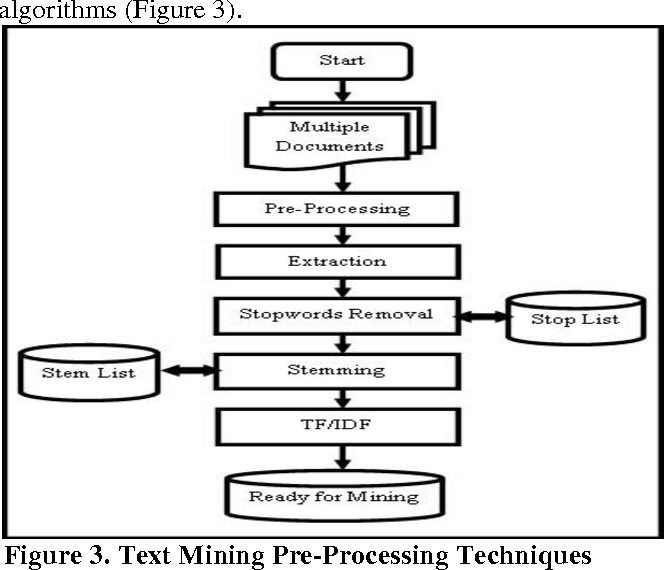 algorithms (Figure 3).
Start
Multiple
Documents
Pre-Processing
Extraction
Stopwords Removal
Stop List
Stem List
Stemming
TF/IDF
Ready for Mining
Figure 3. Text Mining Pre-Processing Techniques